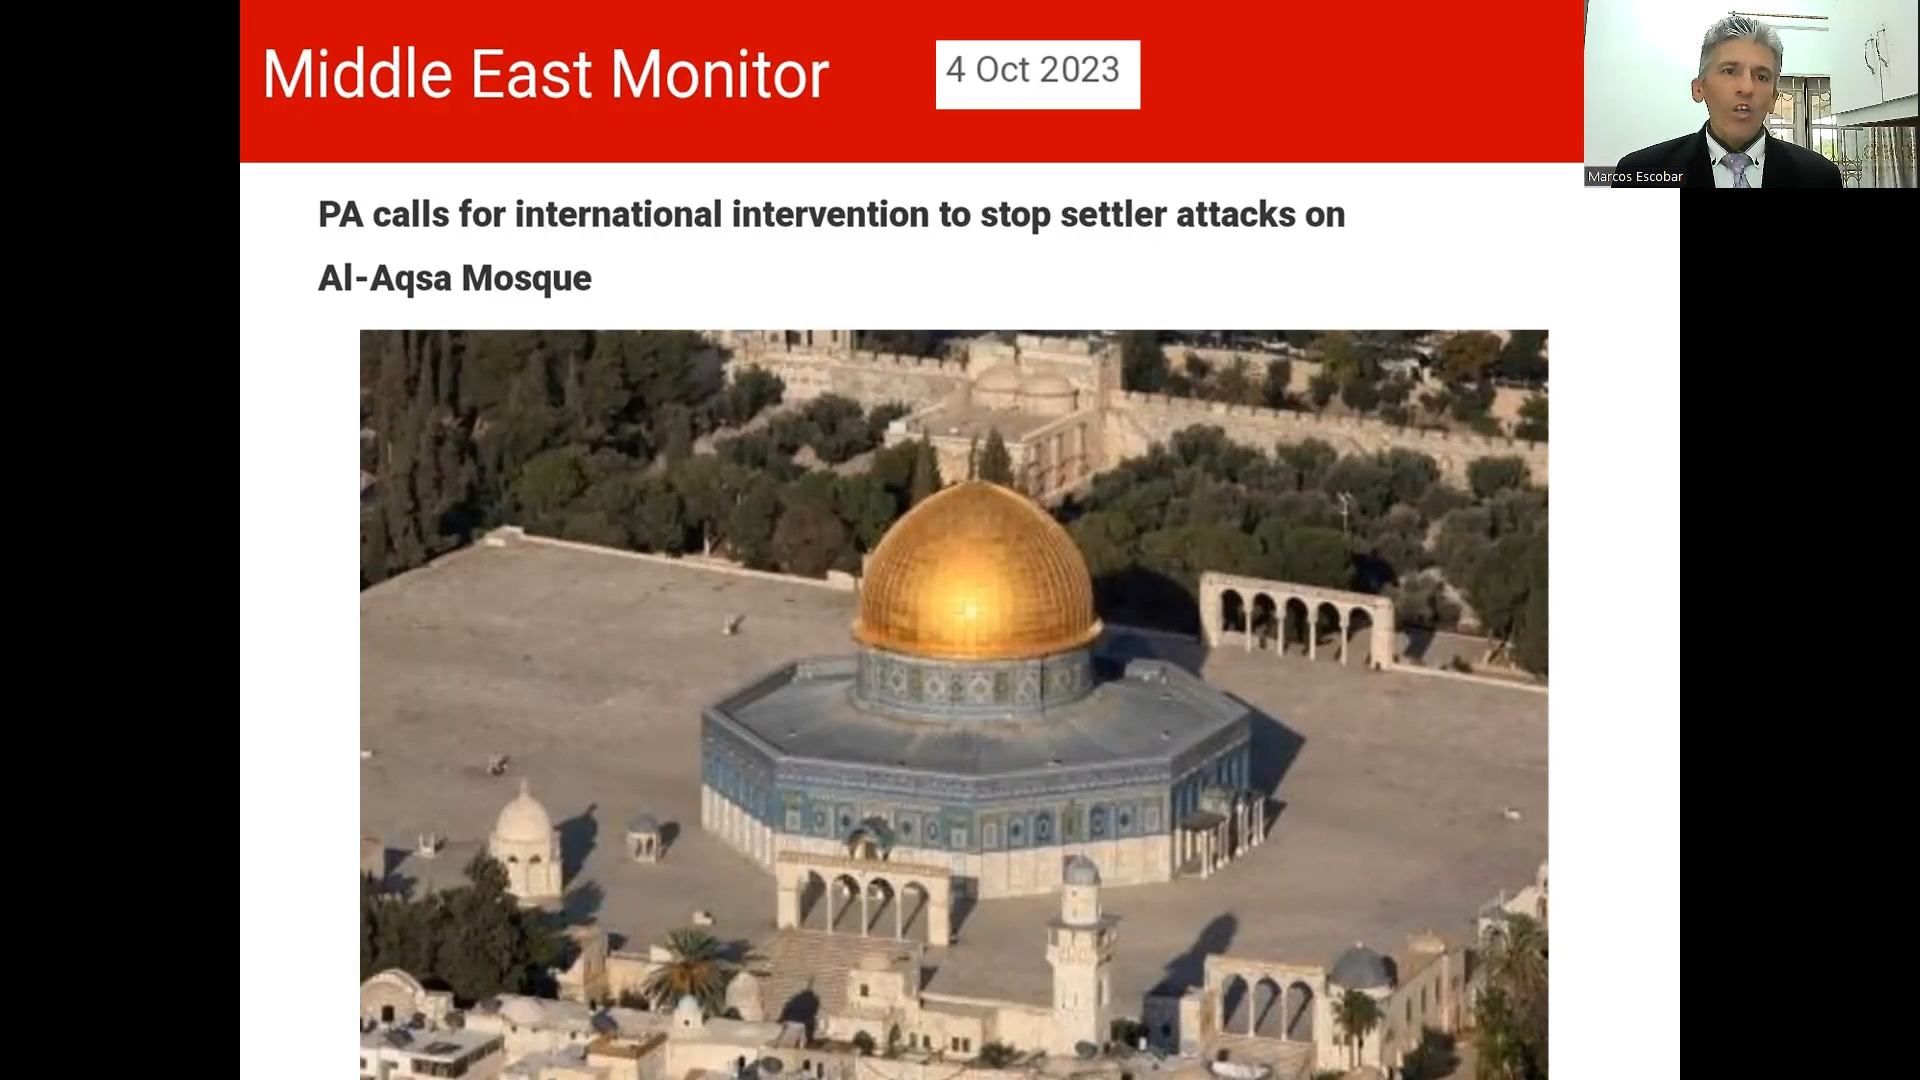 Middle East Monitor
4 Oct 2023
Marcos Escobar
PA calls for international intervention to stop settler attacks on
Al-Aqsa Mosque